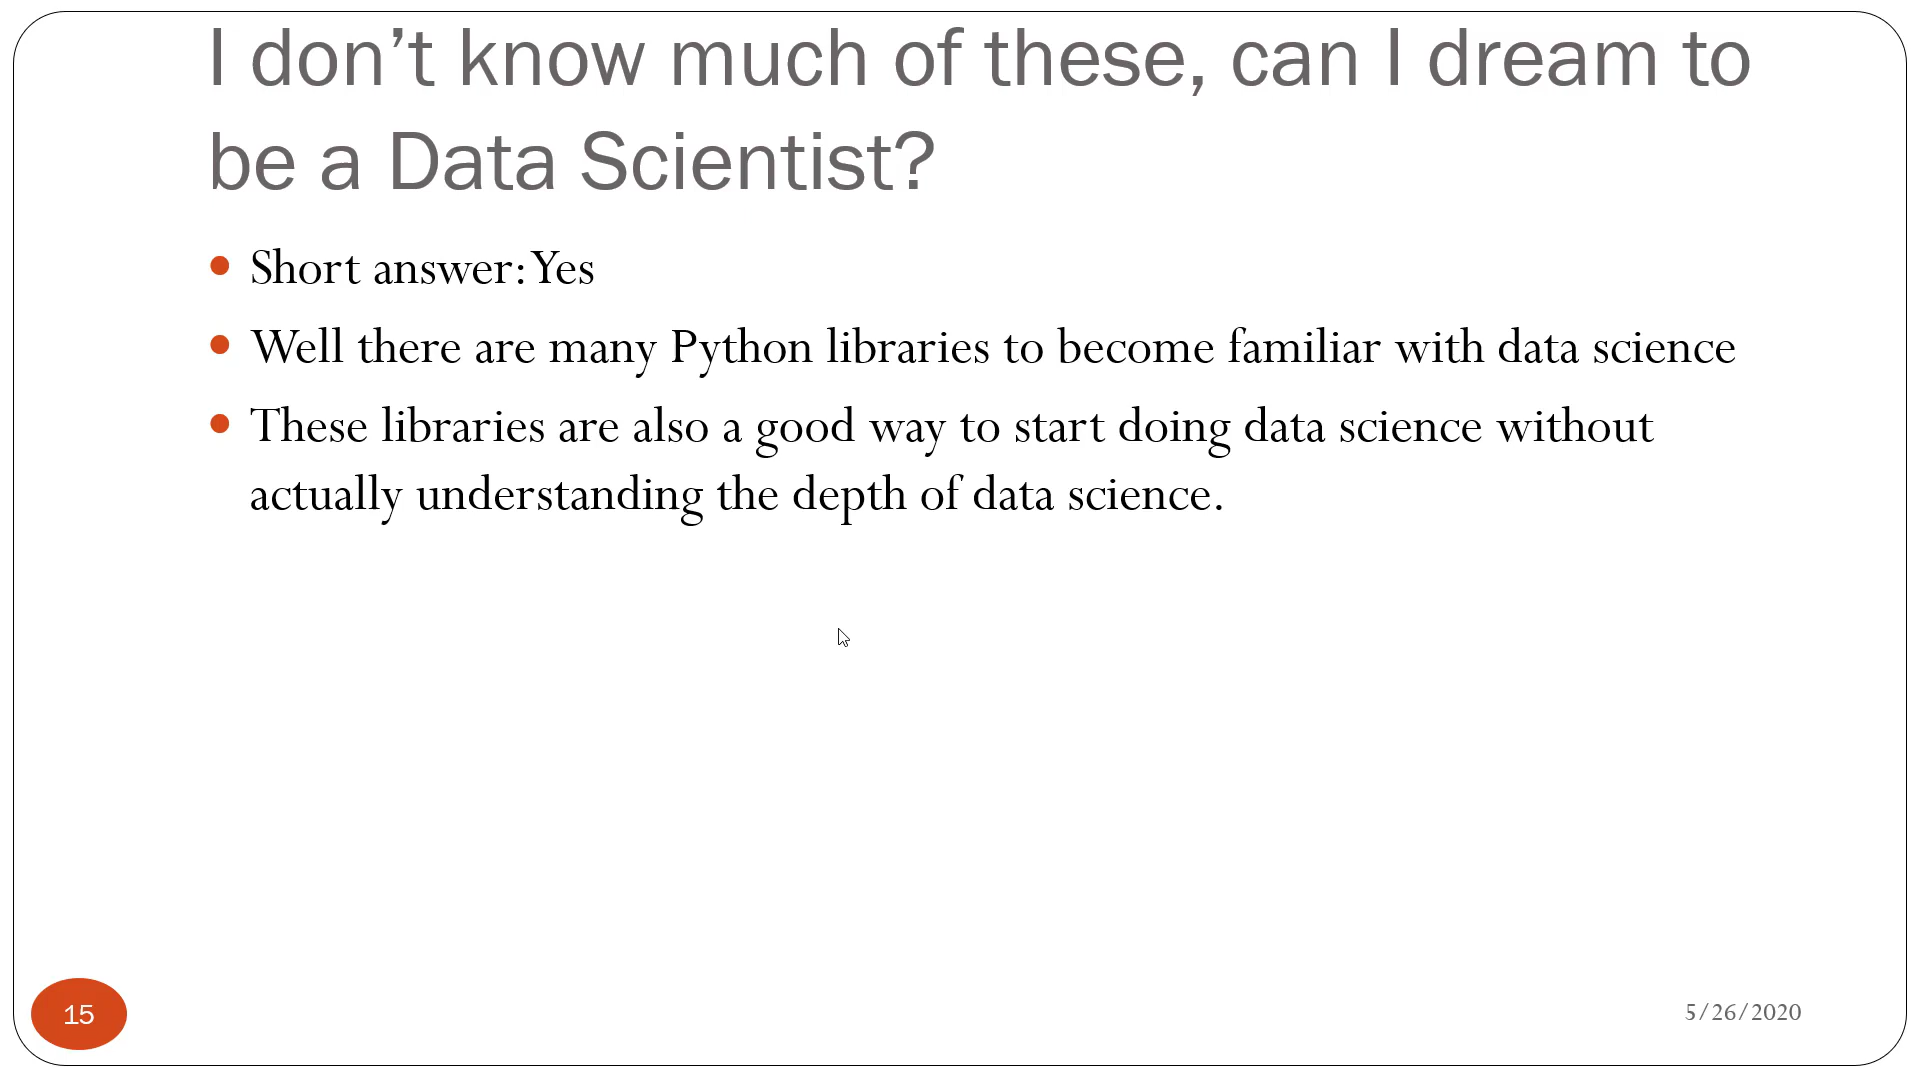 I don’t know much of these, can I dream to
be a Data Scientist?
Short answer: Yes
Well there are many Python libraries to become familiar with data science
These libraries are also a good way to start doing data science without
actually understanding the depth of data science.
15
5/26/2020